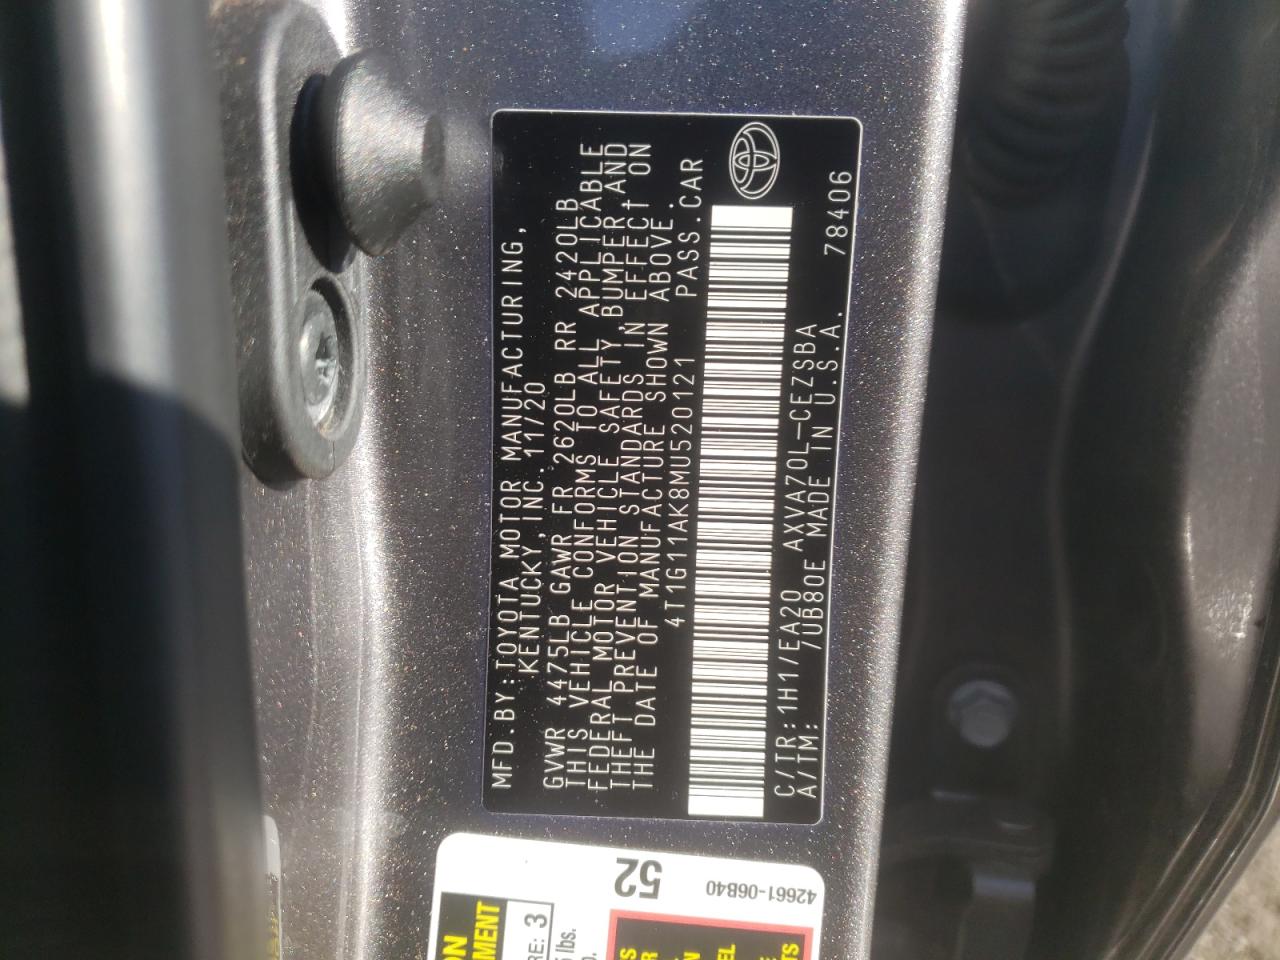 MFD.BY:TOYOTA MOTOR MANUFACTURING,
KENTUCKY,INC.11/20
GVWR 4475LB GAWR FR 2620LB RR 2420LB
THIS VEHICLE CONFORMS TO ALL APPLICABLE
FEDERAL MOTOR VEHICLE SAFETY,BUMPER,AND
THEFT PREVENTION STANDARDS IN EFFECT ON
THE DATE OF MANUFACTURE SHOWN ABOVE.
4T1G11AK8MU520121 PASS.CAR
C/TR:1H1/EA20 AXVA70L-CEZSBA 78406
A/TM: 7UB80E MADE IN U.S.A.
52
42661-06B40
3
lbs.